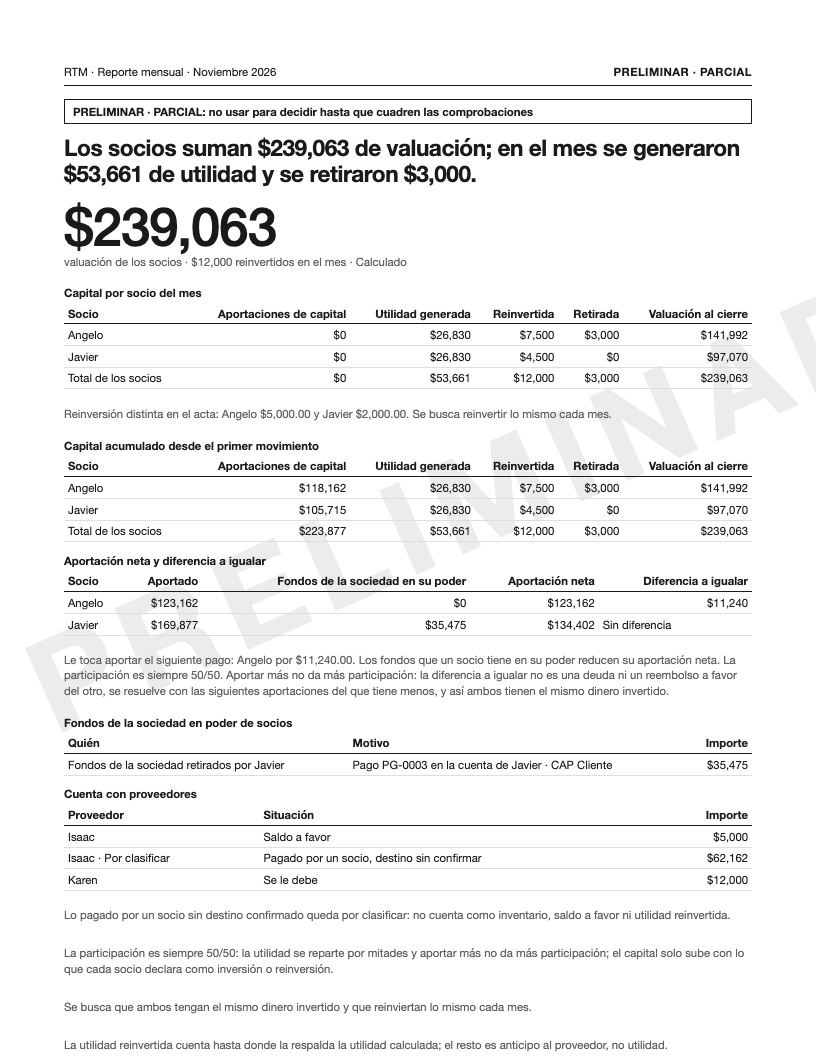 RTM · Reporte mensual · Noviembre 2026 PRELIMINAR · PARCIAL
PRELIMINAR · PARCIAL: no usar para decidir hasta que cuadren las comprobaciones
Los socios suman $239,063 de valuación; en el mes se generaron
$53,661 de utilidad y se retiraron $3,000.
$239,063
valuación de los socios · $12,000 reinvertidos en el mes · Calculado
Capital por socio del mes
Socio Aportaciones de capital Utilidad generada Reinvertida Retirada Valuación al cierre
Angelo $0 $26,830 $7,500 $3,000 $141,992
Javier $0 $26,830 $4,500 $0 $97,070
Total de los socios $0 $53,661 $12,000 $3,000 $239,063
Reinversión distinta en el acta: Angelo $5,000.00 y Javier $2,000.00. Se busca reinvertir lo mismo cada mes.
Capital acumulado desde el primer movimiento
Socio Aportaciones de capital Utilidad generada Reinvertida Retirada Valuación al cierre
Angelo $118,162 $26,830 $7,500 $3,000 $141,992
Javier $105,715 $26,830 $4,500 $0 $97,070
Total de los socios $223,877 $53,661 $12,000 $3,000 $239,063
Aportación neta y diferencia a igualar
Socio Aportado Fondos de la sociedad en su poder Aportación neta Diferencia a igualar
Angelo $123,162 $0 $123,162 $11,240
Javier $169,877 $35,475 $134,402 Sin diferencia
Le toca aportar el siguiente pago: Angelo por $11,240.00. Los fondos que un socio tiene en su poder reducen su aportación neta. La
participación es siempre 50/50. Aportar más no da más participación: la diferencia a igualar no es una deuda ni un reembolso a favor
del otro, se resuelve con las siguientes aportaciones del que tiene menos, y así ambos tienen el mismo dinero invertido.
Fondos de la sociedad en poder de socios
Quién Motivo Importe
Fondos de la sociedad retirados por Javier Pago PG-0003 en la cuenta de Javier · CAP Cliente $35,475
Cuenta con proveedores
Proveedor Situación Importe
Isaac Saldo a favor $5,000
Isaac · Por clasificar Pagado por un socio, destino sin confirmar $62,162
Karen Se le debe $12,000
Lo pagado por un socio sin destino confirmado queda por clasificar: no cuenta como inventario, saldo a favor ni utilidad reinvertida.
La participación es siempre 50/50: la utilidad se reparte por mitades y aportar más no da más participación; el capital solo sube con lo
que cada socio declara como inversión o reinversión.
Se busca que ambos tengan el mismo dinero invertido y que reinviertan lo mismo cada mes.
La utilidad reinvertida cuenta hasta donde la respalda la utilidad calculada; el resto es anticipo al proveedor, no utilidad.
PRELIMINAR